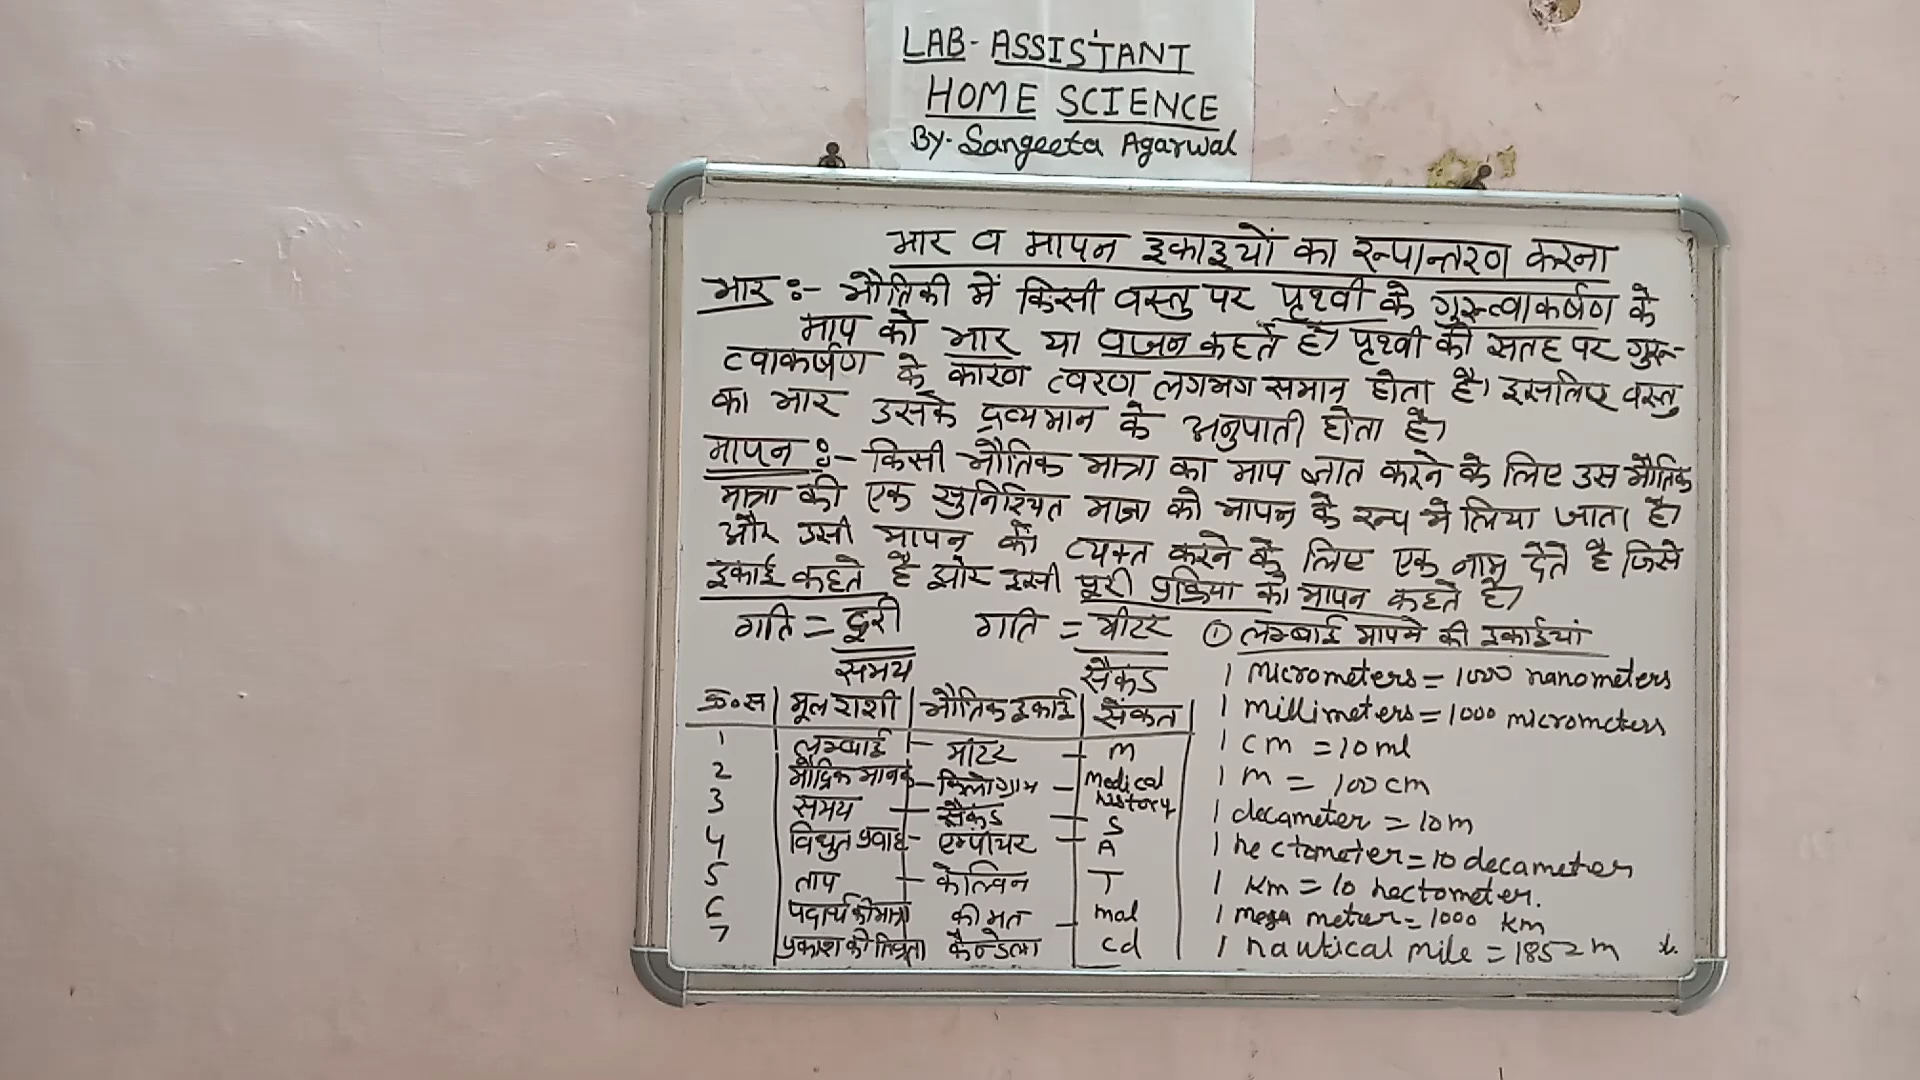 LAB-ASSISTANT
HOME SCIENCE
By- Sangeeta Agarwal
भार व मापन इकाइयों का रूपान्तरण करना
भार :- भौतिकी में किसी वस्तु पर पृथ्वी के गुरुत्वाकर्षण के
माप को भार या वजन कहते है। पृथ्वी की सतह पर गुरु-
त्वाकर्षण के कारण त्वरण लगभग समान होता है। इसलिए वस्तु
का भार उसके द्रव्यमान के अनुपाती होता है।
मापन :- किसी भौतिक मात्रा का माप ज्ञात करने के लिए उस भौतिक
मात्रा की एक सुनिश्चित मात्रा को मापन के रूप मे लिया जाता है।
और उसी मापन को व्यक्त करने के लिए एक नाम देते है जिसे
इकाई कहते है और इसी पूरी प्रक्रिया को मापन कहते है।
गति = दूरी / समय गति = मीटर / सैकंड
क्र०स | मूल राशी | भौतिक इकाई | सेंकत
1 लम्बाई - मीटर - m
2 मौद्रिक मानक - किलोग्राम - Medical history
3 समय - सैकंड - S
4 विधुत प्रवाह - एम्पीयर - A
5 ताप - केल्विन - T
6 पदार्थ की मात्रा कीमत - mol
7 प्रकाश की तिव्रता केन्डेला cd
① लम्बाई मापने की इकाईयां
1 micrometers = 1000 nanometers
1 millimeters = 1000 micrometers
1 cm = 10 ml
1 m = 100 cm
1 decameter = 10 m
1 hectometer = 10 decameter
1 Km = 10 hectometer.
1 mega meter = 1000 km
1 nautical mile = 1852 m